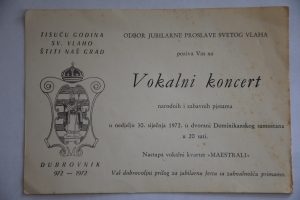 TISUĆU GODINA
SV. VLAHO
ŠTITI NAŠ GRAD
DUBROVNIK
972 — 1972
ODBOR JUBILARNE PROSLAVE SVETOG VLAHA
poziva Vas na
Vokalni koncert
narodnih i zabavnih pjesama
u nedjelju 30. siječnja 1972. u dvorani Dominikanskog samostana
u 20 sati.
Nastupa vokalni kvartet »MAESTRALI«
Vaš dobrovoljni prilog za jubilarnu festu sa zahvalnošću primamo.